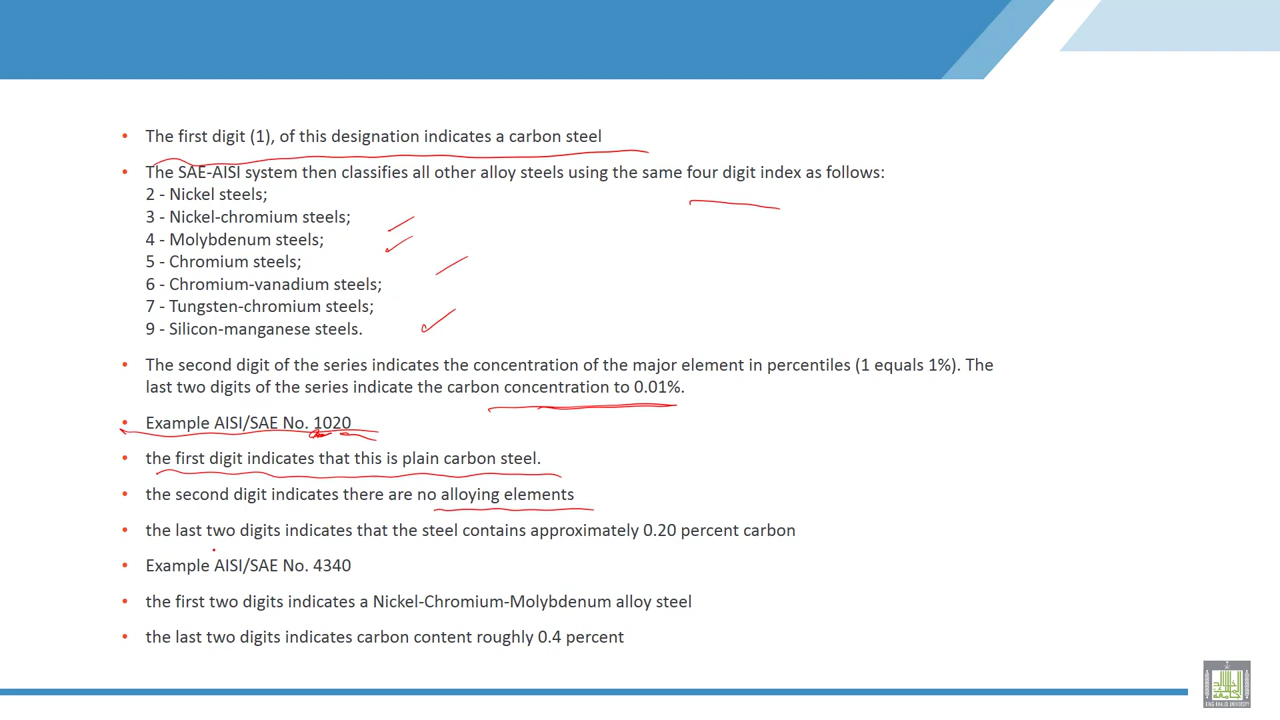 • The first digit (1), of this designation indicates a carbon steel
• The SAE-AISI system then classifies all other alloy steels using the same four digit index as follows:
2 - Nickel steels;
3 - Nickel-chromium steels;
4 - Molybdenum steels;
5 - Chromium steels;
6 - Chromium-vanadium steels;
7 - Tungsten-chromium steels;
9 - Silicon-manganese steels.
• The second digit of the series indicates the concentration of the major element in percentiles (1 equals 1%). The
last two digits of the series indicate the carbon concentration to 0.01%.
• Example AISI/SAE No. 1020
• the first digit indicates that this is plain carbon steel.
• the second digit indicates there are no alloying elements
• the last two digits indicates that the steel contains approximately 0.20 percent carbon
• Example AISI/SAE No. 4340
• the first two digits indicates a Nickel-Chromium-Molybdenum alloy steel
• the last two digits indicates carbon content roughly 0.4 percent
KING KHALID UNIVERSITY